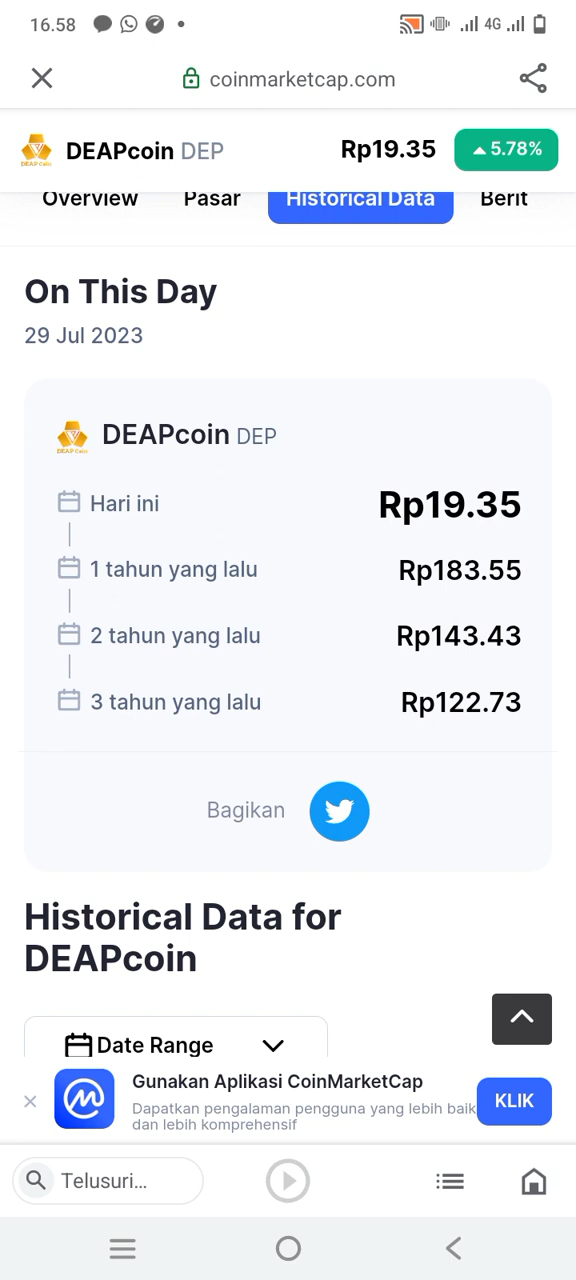 16.58
4G
coinmarketcap.com
DEAPcoin DEP Rp19.35 5.78%
Overview Pasar Historical Data Berit
On This Day
29 Jul 2023
DEAPcoin DEP
Hari ini Rp19.35
1 tahun yang lalu Rp183.55
2 tahun yang lalu Rp143.43
3 tahun yang lalu Rp122.73
Bagikan
Historical Data for
DEAPcoin
Date Range
Gunakan Aplikasi CoinMarketCap
Dapatkan pengalaman pengguna yang lebih baik
dan lebih komprehensif
KLIK
Telusuri...